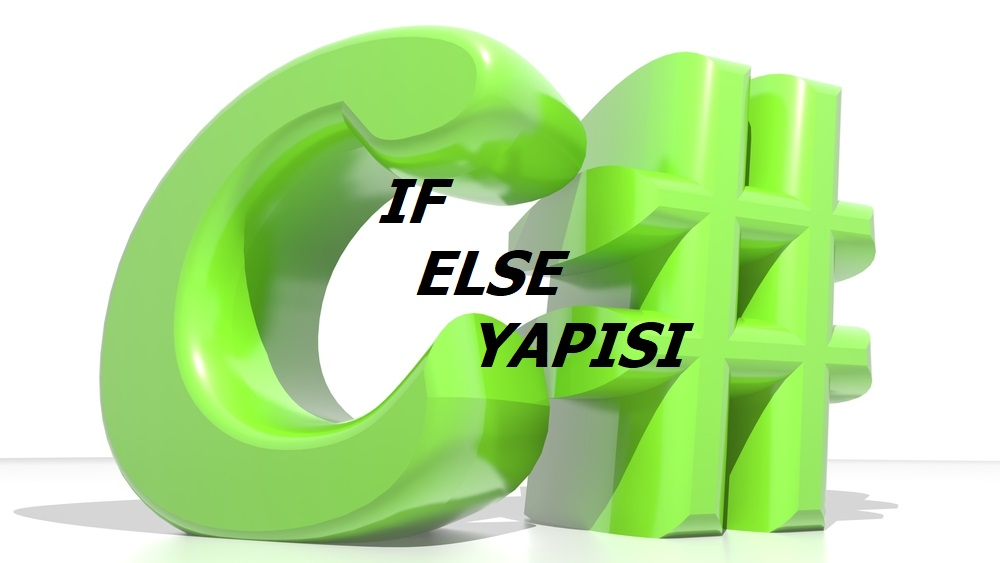 C#
IF
ELSE
YAPISI